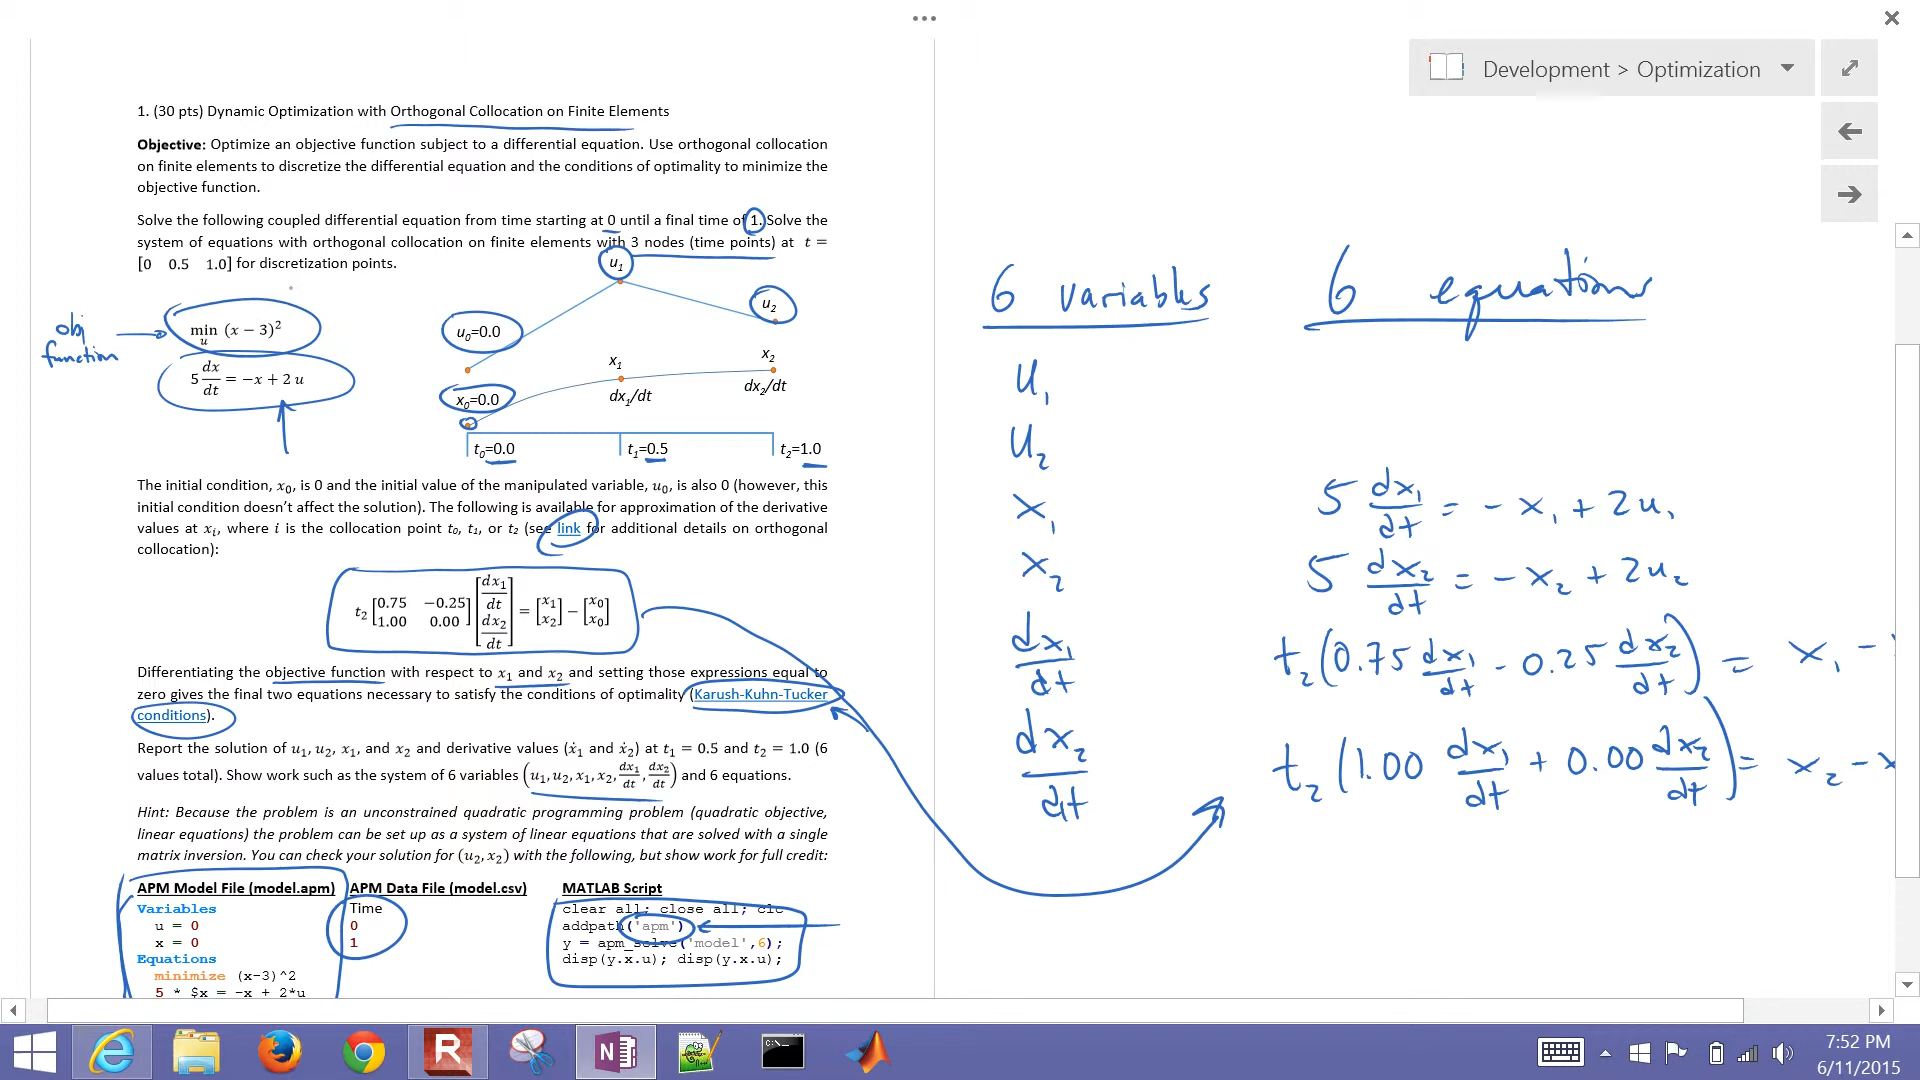 Development > Optimization
1. (30 pts) Dynamic Optimization with Orthogonal Collocation on Finite Elements
Objective: Optimize an objective function subject to a differential equation. Use orthogonal collocation
on finite elements to discretize the differential equation and the conditions of optimality to minimize the
objective function.
Solve the following coupled differential equation from time starting at 0 until a final time of 1. Solve the
system of equations with orthogonal collocation on finite elements with 3 nodes (time points) at t =
[0 0.5 1.0] for discretization points.
obj
function
min (x − 3)²
u
5 dx/dt = −x + 2 u
u₁
u₂
u₀=0.0
x₁
x₂
x₀=0.0
dx₁/dt
dx₂/dt
t₀=0.0
t₁=0.5
t₂=1.0
The initial condition, x₀, is 0 and the initial value of the manipulated variable, u₀, is also 0 (however, this
initial condition doesn't affect the solution). The following is available for approximation of the derivative
values at xᵢ, where i is the collocation point t₀, t₁, or t₂ (see link for additional details on orthogonal
collocation):
t₂ [0.75 −0.25; 1.00 0.00] [dx₁/dt; dx₂/dt] = [x₁; x₂] − [x₀; x₀]
Differentiating the objective function with respect to x₁ and x₂ and setting those expressions equal to
zero gives the final two equations necessary to satisfy the conditions of optimality (Karush-Kuhn-Tucker
conditions).
Report the solution of u₁, u₂, x₁, and x₂ and derivative values (ẋ₁ and ẋ₂) at t₁ = 0.5 and t₂ = 1.0 (6
values total). Show work such as the system of 6 variables (u₁, u₂, x₁, x₂, dx₁/dt, dx₂/dt) and 6 equations.
Hint: Because the problem is an unconstrained quadratic programming problem (quadratic objective,
linear equations) the problem can be set up as a system of linear equations that are solved with a single
matrix inversion. You can check your solution for (u₂, x₂) with the following, but show work for full credit:
APM Model File (model.apm)
Variables
u = 0
x = 0
Equations
minimize (x-3)^2
5 * $x = -x + 2*u
APM Data File (model.csv)
Time
0
1
MATLAB Script
clear all; close all; clc
addpath('apm')
y = apm_solve('model',6);
disp(y.x.u); disp(y.x.u);
6 variables
u₁
u₂
x₁
x₂
dx₁/dt
dx₂/dt
6 equations
5 dx₁/dt = - x₁ + 2u₁
5 dx₂/dt = - x₂ + 2u₂
t₂(0.75 dx₁/dt - 0.25 dx₂/dt) = x₁ -
t₂(1.00 dx₁/dt + 0.00 dx₂/dt) = x₂ -
7:52 PM
6/11/2015